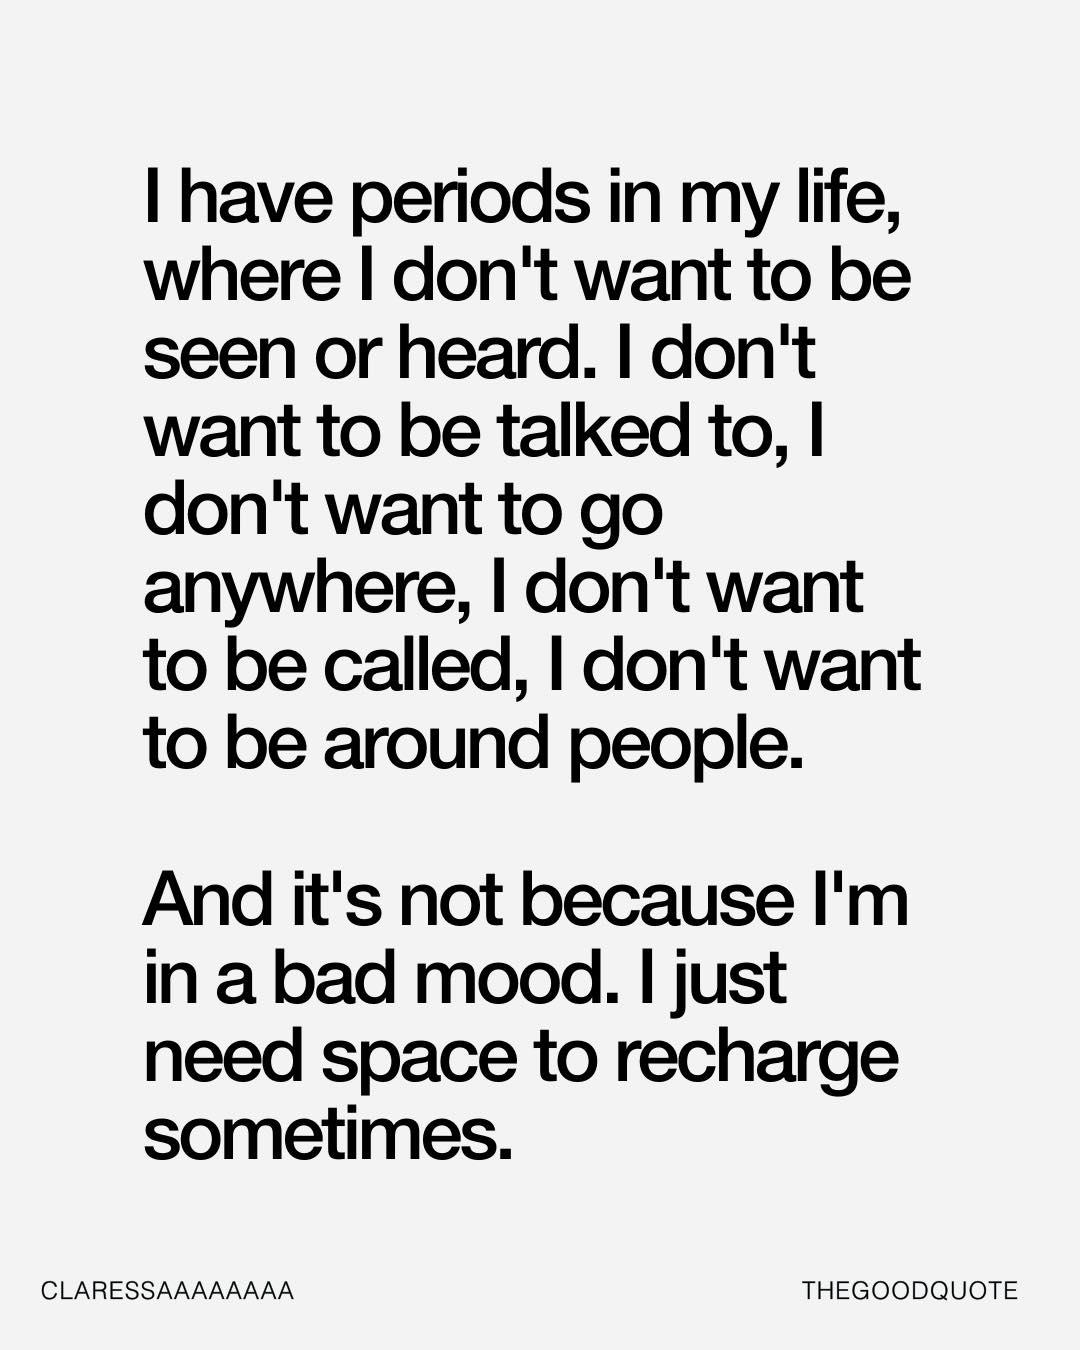 I have periods in my life,
where I don't want to be
seen or heard. I don't
want to be talked to, I
don't want to go
anywhere, I don't want
to be called, I don't want
to be around people.
And it's not because I'm
in a bad mood. I just
need space to recharge
sometimes.
CLARESSAAAAAAAA
THEGOODQUOTE